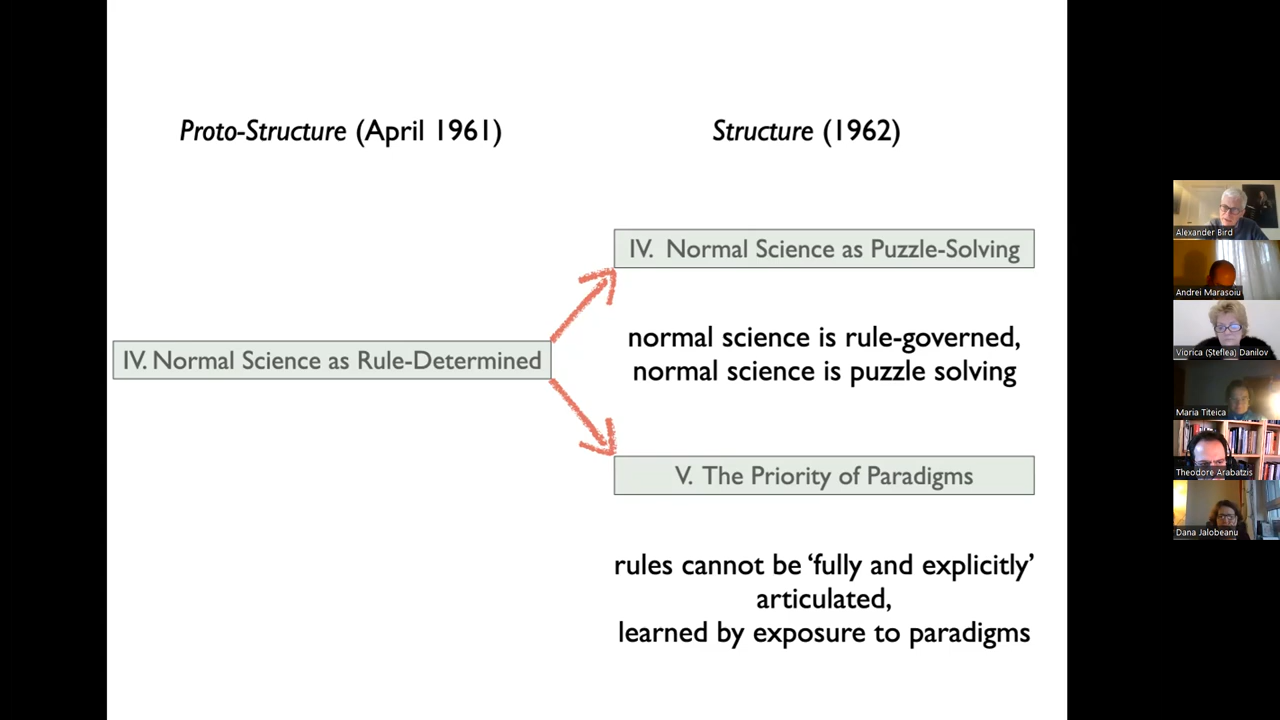 Proto-Structure (April 1961)
Structure (1962)
IV. Normal Science as Puzzle-Solving
normal science is rule-governed,
normal science is puzzle solving
IV. Normal Science as Rule-Determined
V. The Priority of Paradigms
rules cannot be ‘fully and explicitly’
articulated,
learned by exposure to paradigms
Alexander Bird
Andrei Marasoiu
Viorica (Șteflea) Danilov
Maria Titeica
Theodore Arabatzis
Dana Jalobeanu